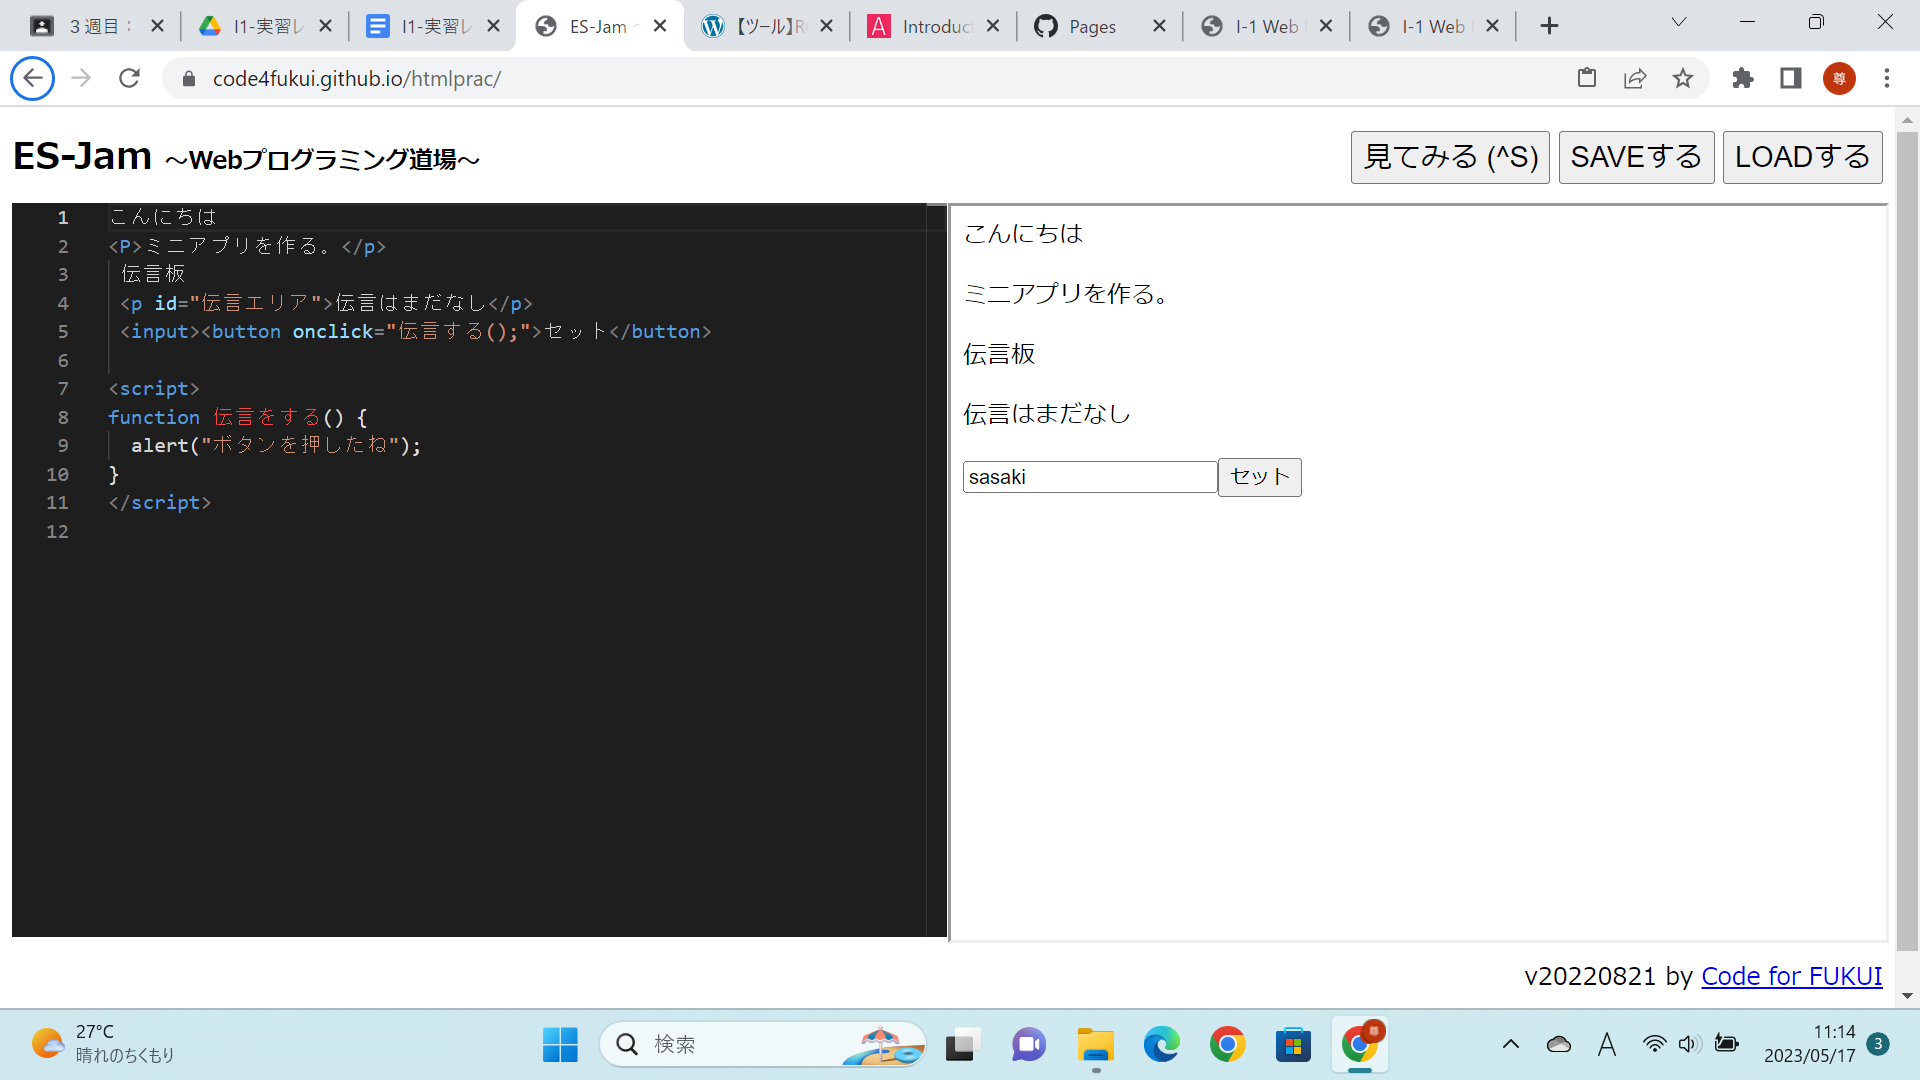 ３週目：
I1-実習レ
I1-実習レ
ES-Jam
【ツール】R
Introduc
Pages
I-1 Web
I-1 Web
code4fukui.github.io/htmlprac/
尊
ES-Jam ～Webプログラミング道場～
見てみる (^S)
SAVEする
LOADする
1 こんにちは
2 <P>ミニアプリを作る。</p>
3 伝言板
4 <p id="伝言エリア">伝言はまだなし</p>
5 <input><button onclick="伝言する();">セット</button>
6
7 <script>
8 function 伝言をする() {
9 alert("ボタンを押したね");
10 }
11 </script>
12
こんにちは
ミニアプリを作る。
伝言板
伝言はまだなし
sasaki セット
v20220821 by Code for FUKUI
27°C
晴れのちくもり
検索
A
11:14
2023/05/17
3